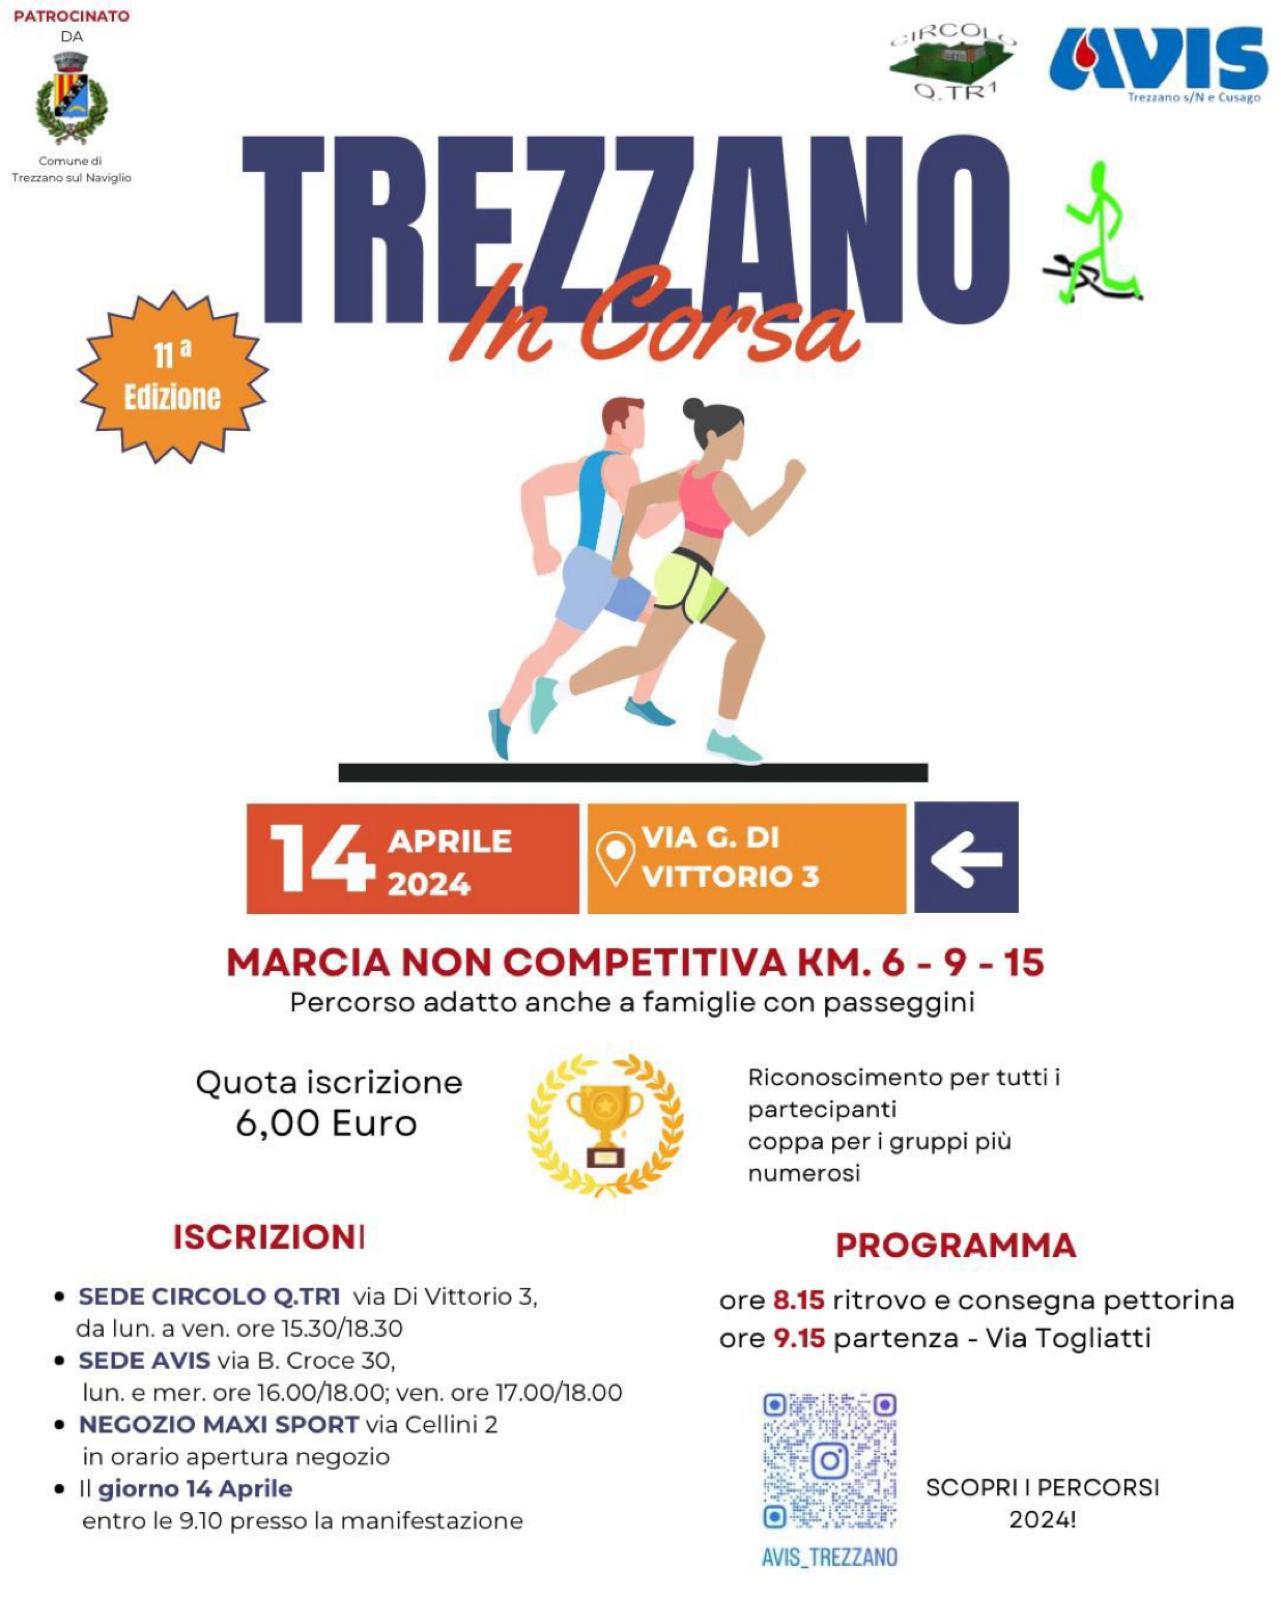 PATROCINATO
DA
Comune di
Trezzano sul Naviglio
CIRCOLO
Q.TR1
AVIS
Trezzano s/N e Cusago
TREZZANO
In Corsa
11ª
Edizione
14 APRILE
2024
VIA G. DI
VITTORIO 3
MARCIA NON COMPETITIVA KM. 6 - 9 - 15
Percorso adatto anche a famiglie con passeggini
Quota iscrizione
6,00 Euro
Riconoscimento per tutti i
partecipanti
coppa per i gruppi più
numerosi
ISCRIZIONI
• SEDE CIRCOLO Q.TR1 via Di Vittorio 3,
da lun. a ven. ore 15.30/18.30
• SEDE AVIS via B. Croce 30,
lun. e mer. ore 16.00/18.00; ven. ore 17.00/18.00
• NEGOZIO MAXI SPORT via Cellini 2
in orario apertura negozio
• Il giorno 14 Aprile
entro le 9.10 presso la manifestazione
PROGRAMMA
ore 8.15 ritrovo e consegna pettorina
ore 9.15 partenza - Via Togliatti
SCOPRI I PERCORSI
2024!
AVIS_TREZZANO